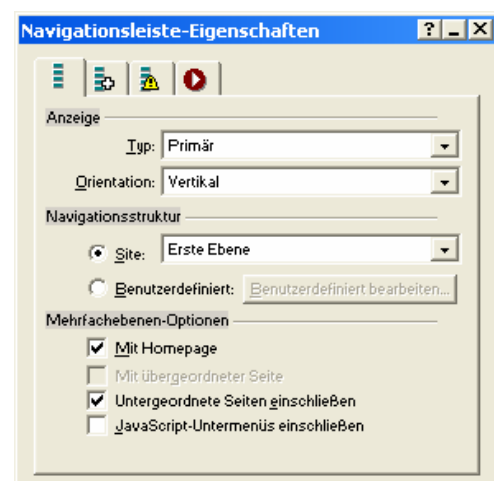 Navigationsleiste-Eigenschaften
Anzeige
Typ: Primär
Orientation: Vertikal
Navigationsstruktur
Site: Erste Ebene
Benutzerdefiniert: Benutzerdefiniert bearbeiten...
Mehrfachebenen-Optionen
Mit Homepage
Mit übergeordneter Seite
Untergeordnete Seiten einschließen
JavaScript-Untermenüs einschließen